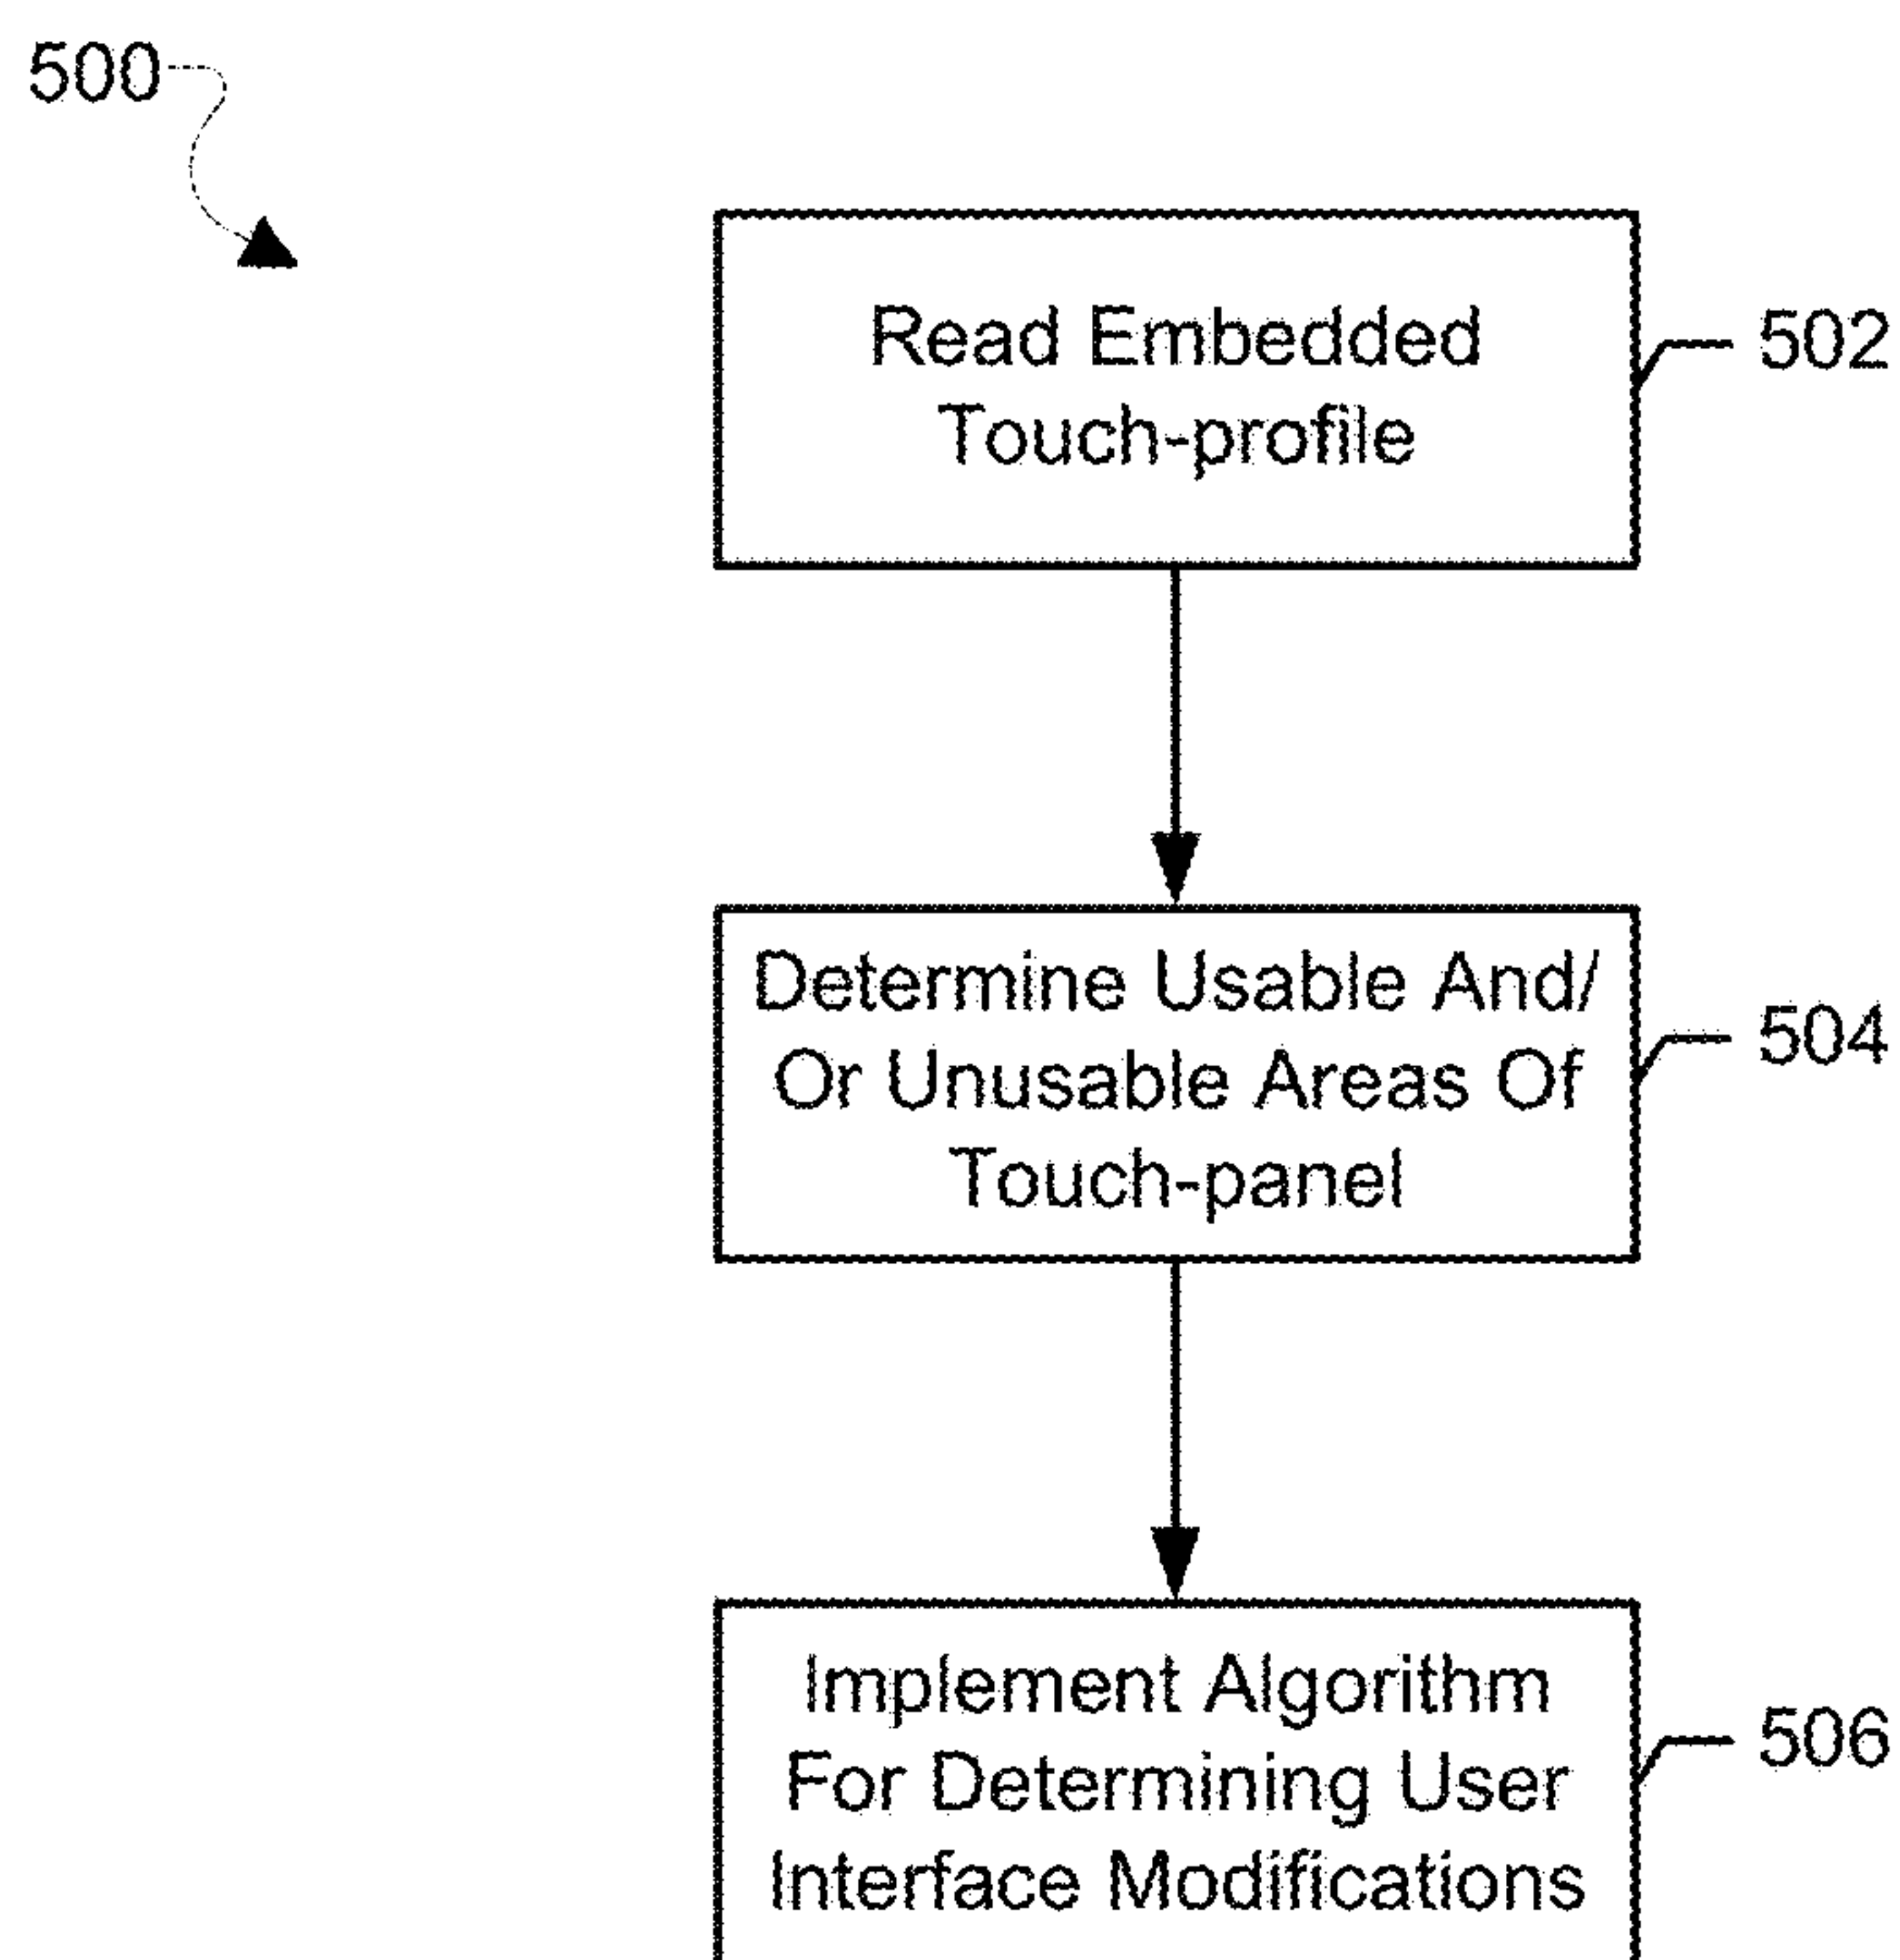 500
Read Embedded
Touch-profile
502
Determine Usable And/
Or Unusable Areas Of
Touch-panel
504
Implement Algorithm
For Determining User
Interface Modifications
506